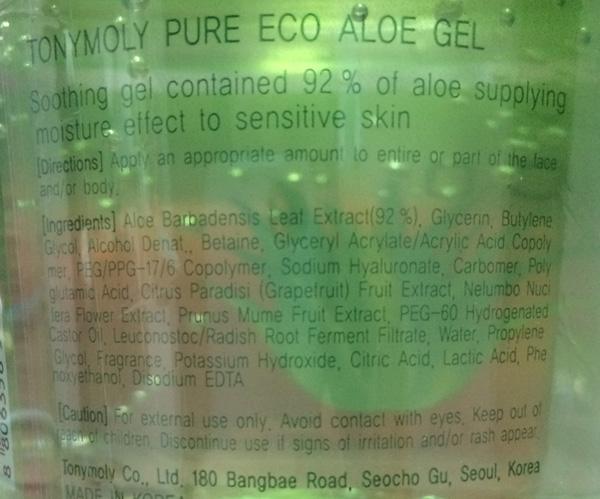 TONYMOLY PURE ECO ALOE GEL
Soothing gel contained 92 % of aloe supplying
moisture effect to sensitive skin
[Directions] Apply an appropriate amount to entire or part of the face
and/or body.
[Ingredients] Aloe Barbadensis Leaf Extract(92 %), Glycerin, Butylene
Glycol, Alcohol Denat., Betaine, Glyceryl Acrylate/Acrylic Acid Copoly
mer, PEG/PPG-17/6 Copolymer, Sodium Hyaluronate, Carbomer, Poly
glutamic Acid, Citrus Paradisi (Grapefruit) Fruit Extract, Nelumbo Nuci
fera Flower Extract, Prunus Mume Fruit Extract, PEG-60 Hydrogenated
Castor Oil, Leuconostoc/Radish Root Ferment Filtrate, Water, Propylene
Glycol, Fragrance, Potassium Hydroxide, Citric Acid, Lactic Acid, Phe
noxyethanol, Disodium EDTA
[Caution] For external use only. Avoid contact with eyes. Keep out of
reach of children. Discontinue use if signs of irritation and/or rash appear.
Tonymoly Co., Ltd. 180 Bangbae Road, Seocho Gu, Seoul, Korea
MADE IN KOREA